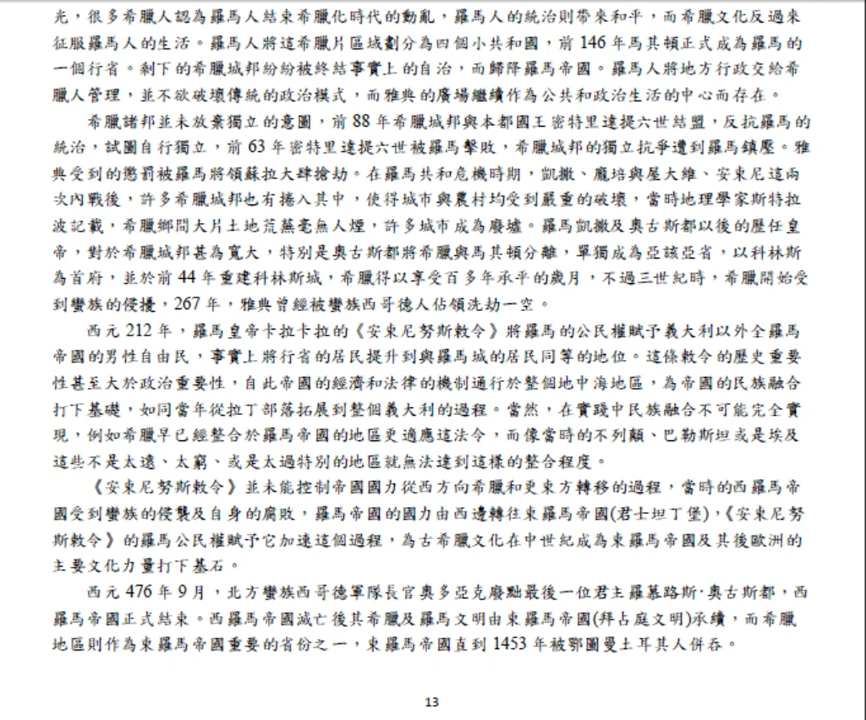 光，很多希臘人認為羅馬人結束希臘化時代的動亂，羅馬人的統治則帶來和平，而希臘文化反過來
征服羅馬人的生活。羅馬人將這希臘片區域劃分為四個小共和國，前 146 年馬其頓正式成為羅馬的
一個行省。剩下的希臘城邦紛紛被終結事實上的自治，而歸降羅馬帝國。羅馬人將地方行政交給希
臘人管理，並不欲破壞傳統的政治模式，而雅典的廣場繼續作為公共和政治生活的中心而存在。
希臘諸邦並未放棄獨立的意圖，前 88 年希臘城邦與本都國王密特里達提六世結盟，反抗羅馬的
統治，試圖自行獨立，前 63 年密特里達提六世被羅馬擊敗，希臘城邦的獨立抗爭遭到羅馬鎮壓。雅
典受到的懲罰被羅馬將領蘇拉大肆搶劫。在羅馬共和危機時期，凱撒、龐培與屋大維、安東尼這兩
次內戰後，許多希臘城邦也有捲入其中，使得城市與農村均受到嚴重的破壞，當時地理學家斯特拉
波記載，希臘鄉間大片土地荒蕪毫無人煙，許多城市成為廢墟。羅馬凱撒及奧古斯都以後的歷任皇
帝，對於希臘城邦甚為寬大，特別是奧古斯都將希臘與馬其頓分離，單獨成為亞該亞省，以科林斯
為首府，並於前 44 年重建科林斯城，希臘得以享受百多年承平的歲月，不過三世紀時，希臘開始受
到蠻族的侵擾，267 年，雅典曾經被蠻族西哥德人佔領洗劫一空。
西元 212 年，羅馬皇帝卡拉卡拉的《安東尼努斯敕令》將羅馬的公民權賦予義大利以外全羅馬
帝國的男性自由民，事實上將行省的居民提升到與羅馬城的居民同等的地位。這條敕令的歷史重要
性甚至大於政治重要性，自此帝國的經濟和法律的機制通行於整個地中海地區，為帝國的民族融合
打下基礎，如同當年從拉丁部落拓展到整個義大利的過程。當然，在實踐中民族融合不可能完全實
現，例如希臘早已經整合於羅馬帝國的地區更適應這法令，而像當時的不列顛、巴勒斯坦或是埃及
這些不是太遠、太窮、或是太過特別的地區就無法達到這樣的整合程度。
《安東尼努斯敕令》並未能控制帝國國力從西方向希臘和更東方轉移的過程，當時的西羅馬帝
國受到蠻族的侵襲及自身的腐敗，羅馬帝國的國力由西邊轉往東羅馬帝國(君士坦丁堡)，《安東尼努
斯敕令》的羅馬公民權賦予它加速這個過程，為古希臘文化在中世紀成為東羅馬帝國及其後歐洲的
主要文化力量打下基石。
西元 476 年 9 月，北方蠻族西哥德軍隊長官奧多亞克廢黜最後一位君主羅慕路斯·奧古斯都，西
羅馬帝國正式結束。西羅馬帝國滅亡後其希臘及羅馬文明由東羅馬帝國(拜占庭文明)承續，而希臘
地區則作為東羅馬帝國重要的省份之一，東羅馬帝國直到 1453 年被鄂圖曼土耳其人併吞。
13